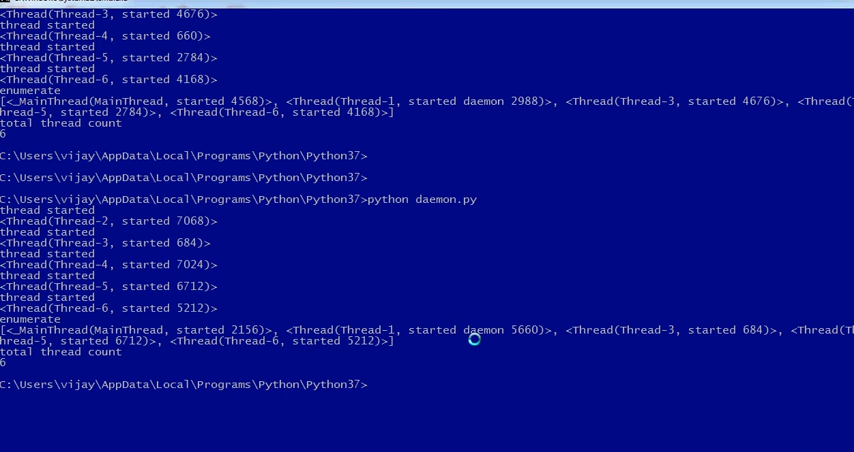 <Thread(Thread-3, started 4676)>
thread started
<Thread(Thread-4, started 660)>
thread started
<Thread(Thread-5, started 2784)>
thread started
<Thread(Thread-6, started 4168)>
enumerate
[<_MainThread(MainThread, started 4568)>, <Thread(Thread-1, started daemon 2988)>, <Thread(Thread-3, started 4676)>, <Thread(T
hread-5, started 2784)>, <Thread(Thread-6, started 4168)>]
total thread count
6
C:\Users\vijay\AppData\Local\Programs\Python\Python37>
C:\Users\vijay\AppData\Local\Programs\Python\Python37>
C:\Users\vijay\AppData\Local\Programs\Python\Python37>python daemon.py
thread started
<Thread(Thread-2, started 7068)>
thread started
<Thread(Thread-3, started 684)>
thread started
<Thread(Thread-4, started 7024)>
thread started
<Thread(Thread-5, started 6712)>
thread started
<Thread(Thread-6, started 5212)>
enumerate
[<_MainThread(MainThread, started 2156)>, <Thread(Thread-1, started daemon 5660)>, <Thread(Thread-3, started 684)>, <Thread(T
hread-5, started 6712)>, <Thread(Thread-6, started 5212)>]
total thread count
6
C:\Users\vijay\AppData\Local\Programs\Python\Python37>